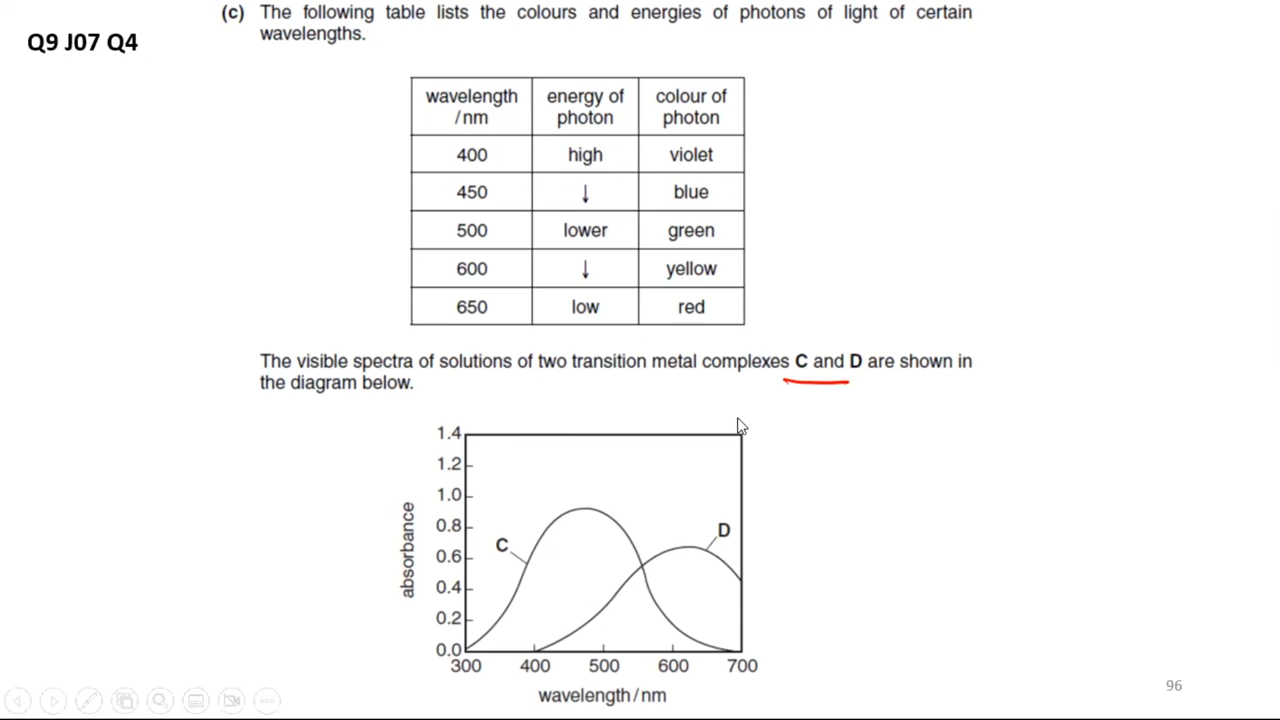 (c) The following table lists the colours and energies of photons of light of certain
wavelengths.
Q9 J07 Q4
wavelength /nm energy of photon colour of photon
400 high violet
450 ↓ blue
500 lower green
600 ↓ yellow
650 low red
The visible spectra of solutions of two transition metal complexes C and D are shown in
the diagram below.
1.4
1.2
1.0
0.8
0.6
0.4
0.2
0.0
absorbance
C
D
300 400 500 600 700
wavelength/nm
96